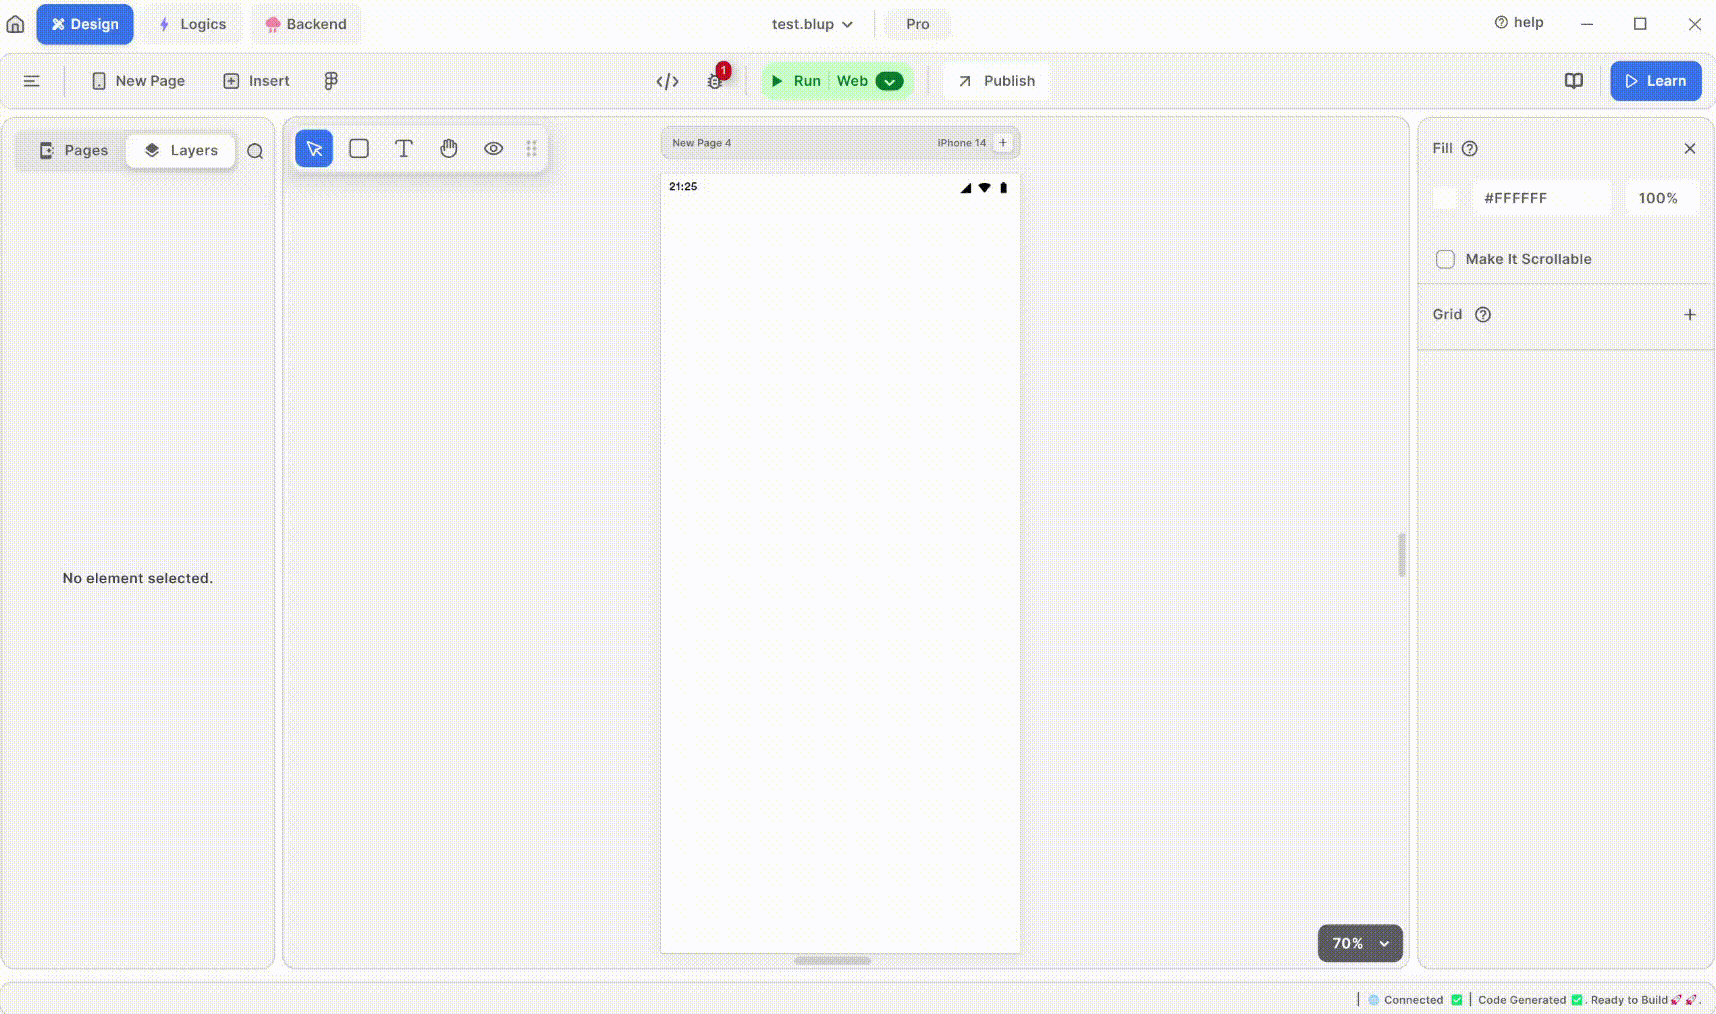 Design
Logics
Backend
test.blup
Pro
help
New Page
Insert
1
Run
Web
Publish
Learn
Pages
Layers
New Page 4
iPhone 14
21:25
Fill
#FFFFFF
100%
Make It Scrollable
Grid
No element selected.
70%
| Connected ✅ | Code Generated ✅. Ready to Build🚀🚀.